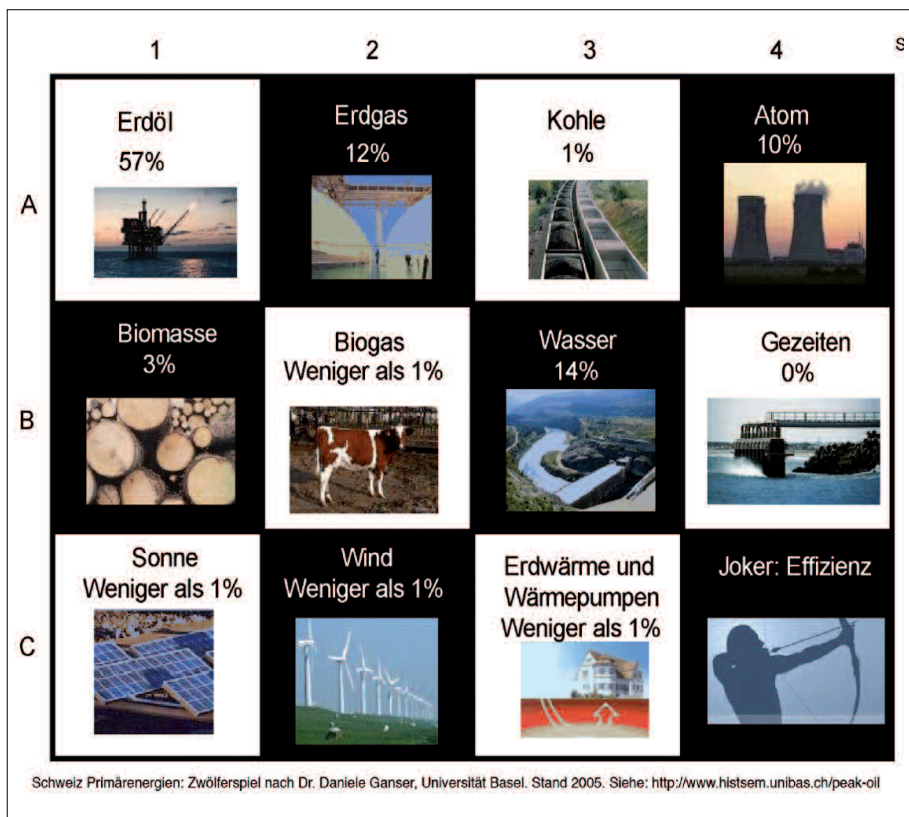 1 2 3 4 s
A
Erdöl
57%
Erdgas
12%
Kohle
1%
Atom
10%
B
Biomasse
3%
Biogas
Weniger als 1%
Wasser
14%
Gezeiten
0%
C
Sonne
Weniger als 1%
Wind
Weniger als 1%
Erdwärme und
Wärmepumpen
Weniger als 1%
Joker: Effizienz
Schweiz Primärenergien: Zwölferspiel nach Dr. Daniele Ganser, Universität Basel. Stand 2005. Siehe: http://www.histsem.unibas.ch/peak-oil